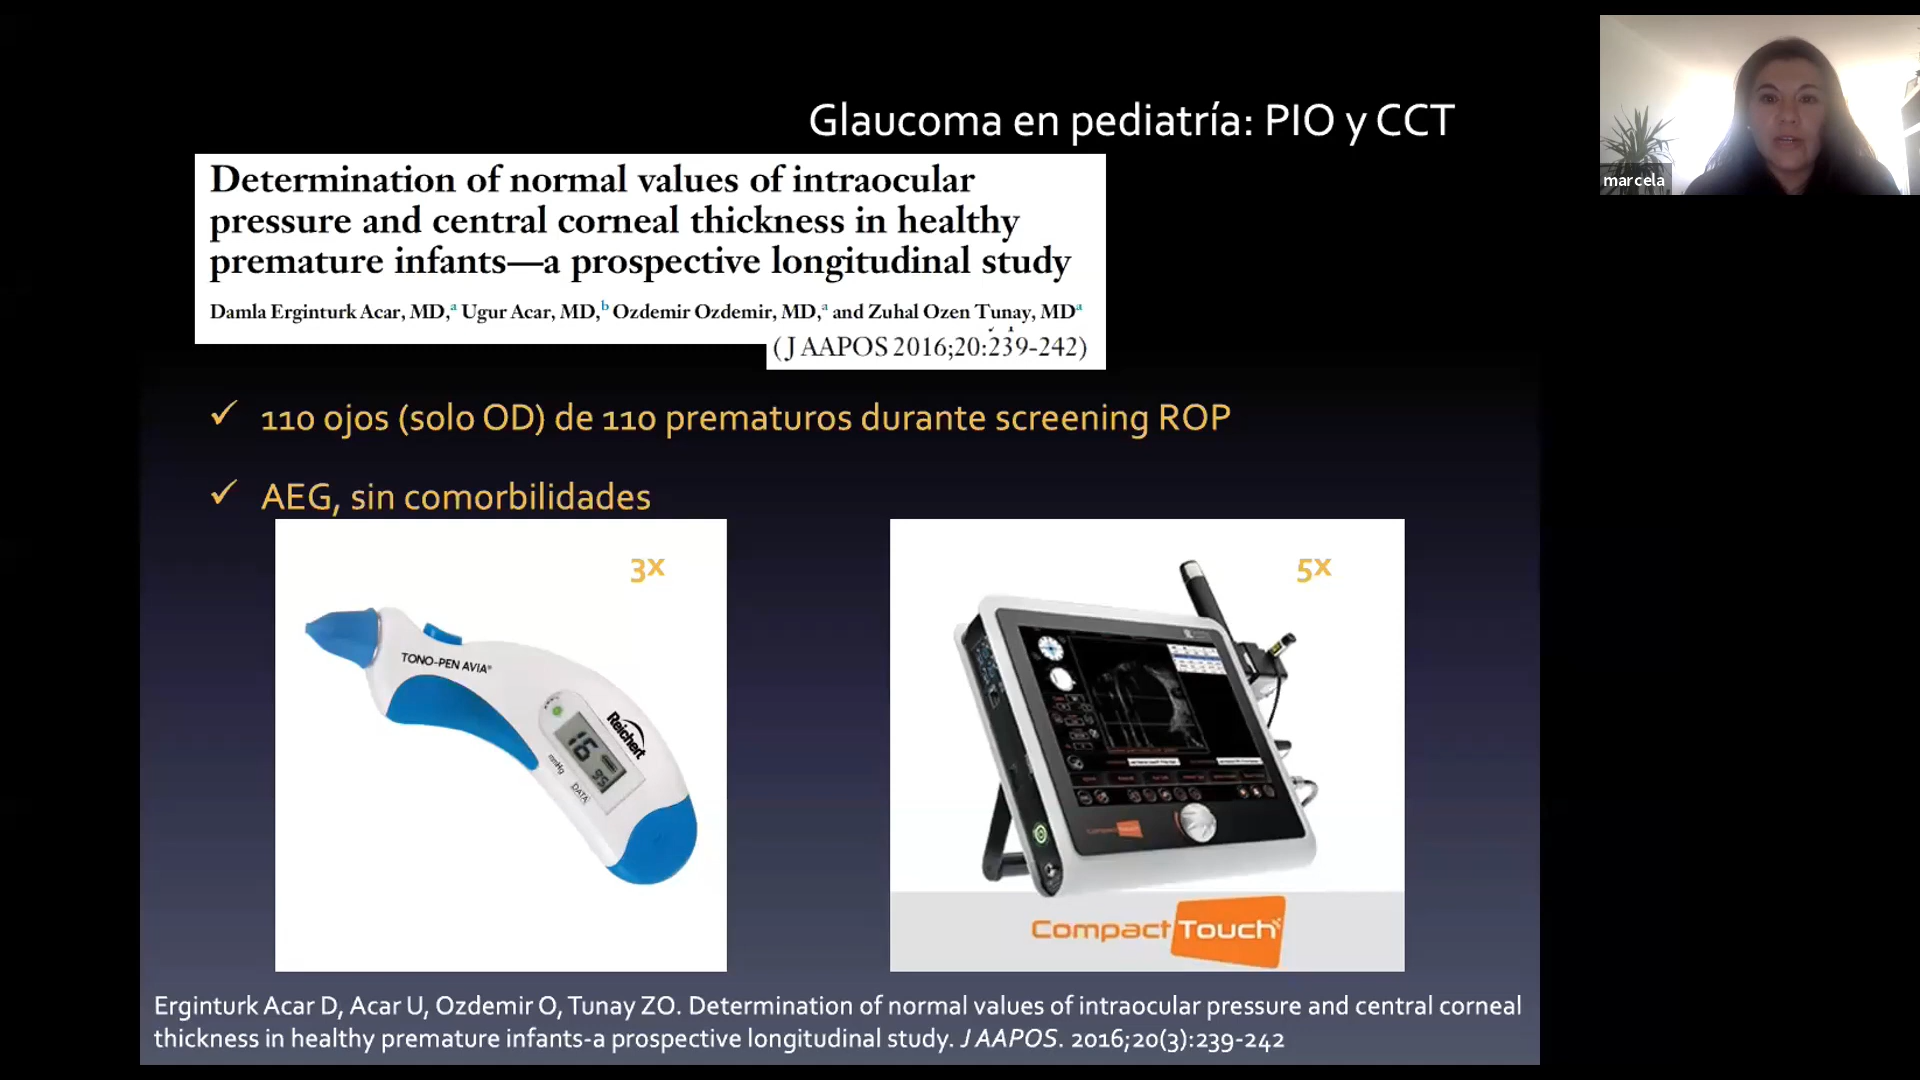 Glaucoma en pediatría: PIO y CCT
marcela
Determination of normal values of intraocular
pressure and central corneal thickness in healthy
premature infants—a prospective longitudinal study
Damla Erginturk Acar, MD,a Ugur Acar, MD,b Ozdemir Ozdemir, MD,a and Zuhal Ozen Tunay, MDa
( J AAPOS 2016;20:239-242)
✓ 110 ojos (solo OD) de 110 prematuros durante screening ROP
✓ AEG, sin comorbilidades
3x
5x
TONO-PEN AVIA®
Reichert
16
95
mmHg
DATA
CompactTouch
CompactTouch
Erginturk Acar D, Acar U, Ozdemir O, Tunay ZO. Determination of normal values of intraocular pressure and central corneal
thickness in healthy premature infants-a prospective longitudinal study. J AAPOS. 2016;20(3):239-242